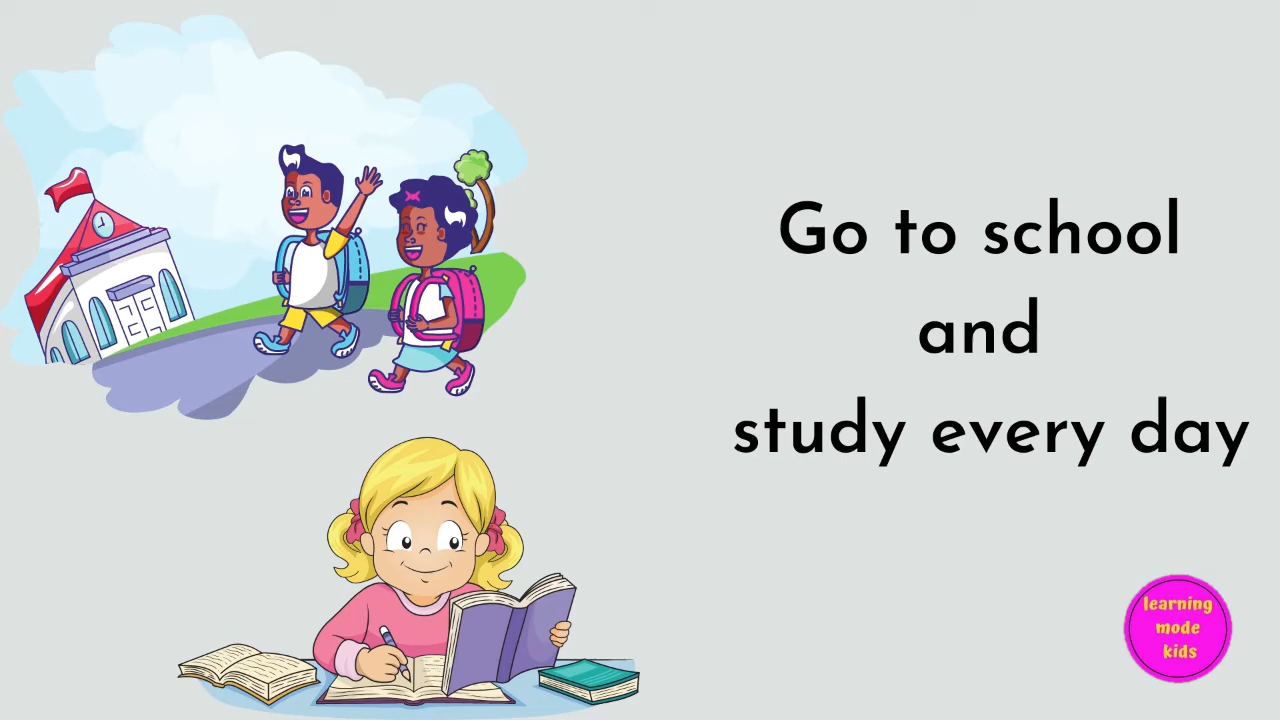 Go to school
and
study every day
learning
mode
kids